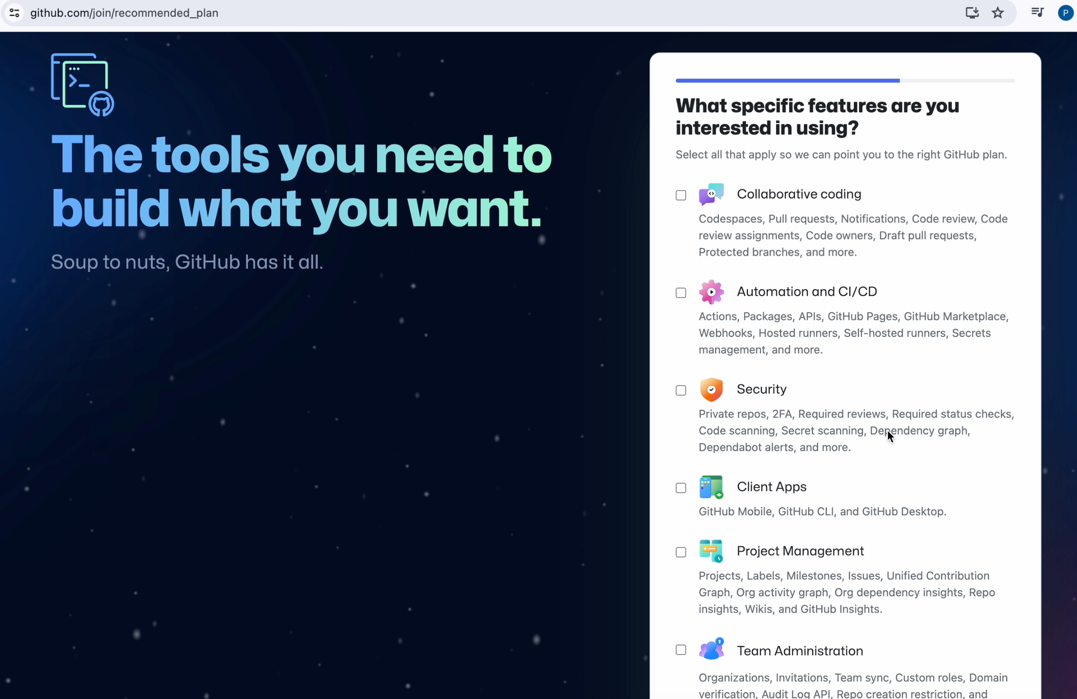 github.com/join/recommended_plan
P
The tools you need to
build what you want.
Soup to nuts, GitHub has it all.
What specific features are you
interested in using?
Select all that apply so we can point you to the right GitHub plan.
Collaborative coding
Codespaces, Pull requests, Notifications, Code review, Code
review assignments, Code owners, Draft pull requests,
Protected branches, and more.
Automation and CI/CD
Actions, Packages, APIs, GitHub Pages, GitHub Marketplace,
Webhooks, Hosted runners, Self-hosted runners, Secrets
management, and more.
Security
Private repos, 2FA, Required reviews, Required status checks,
Code scanning, Secret scanning, Dependency graph,
Dependabot alerts, and more.
Client Apps
GitHub Mobile, GitHub CLI, and GitHub Desktop.
Project Management
Projects, Labels, Milestones, Issues, Unified Contribution
Graph, Org activity graph, Org dependency insights, Repo
insights, Wikis, and GitHub Insights.
Team Administration
Organizations, Invitations, Team sync, Custom roles, Domain
verification, Audit Log API, Repo creation restriction, and